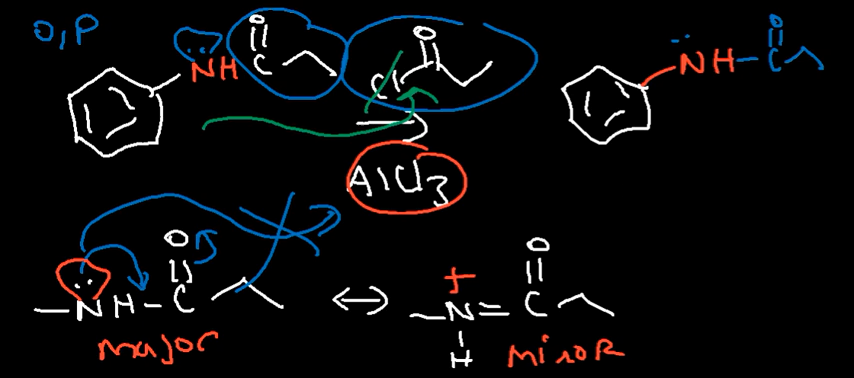 O,P
NH C O
Cl O
NH-C O
AlCl3
O O
-NH-C -N=C
+
H
major
MinoR